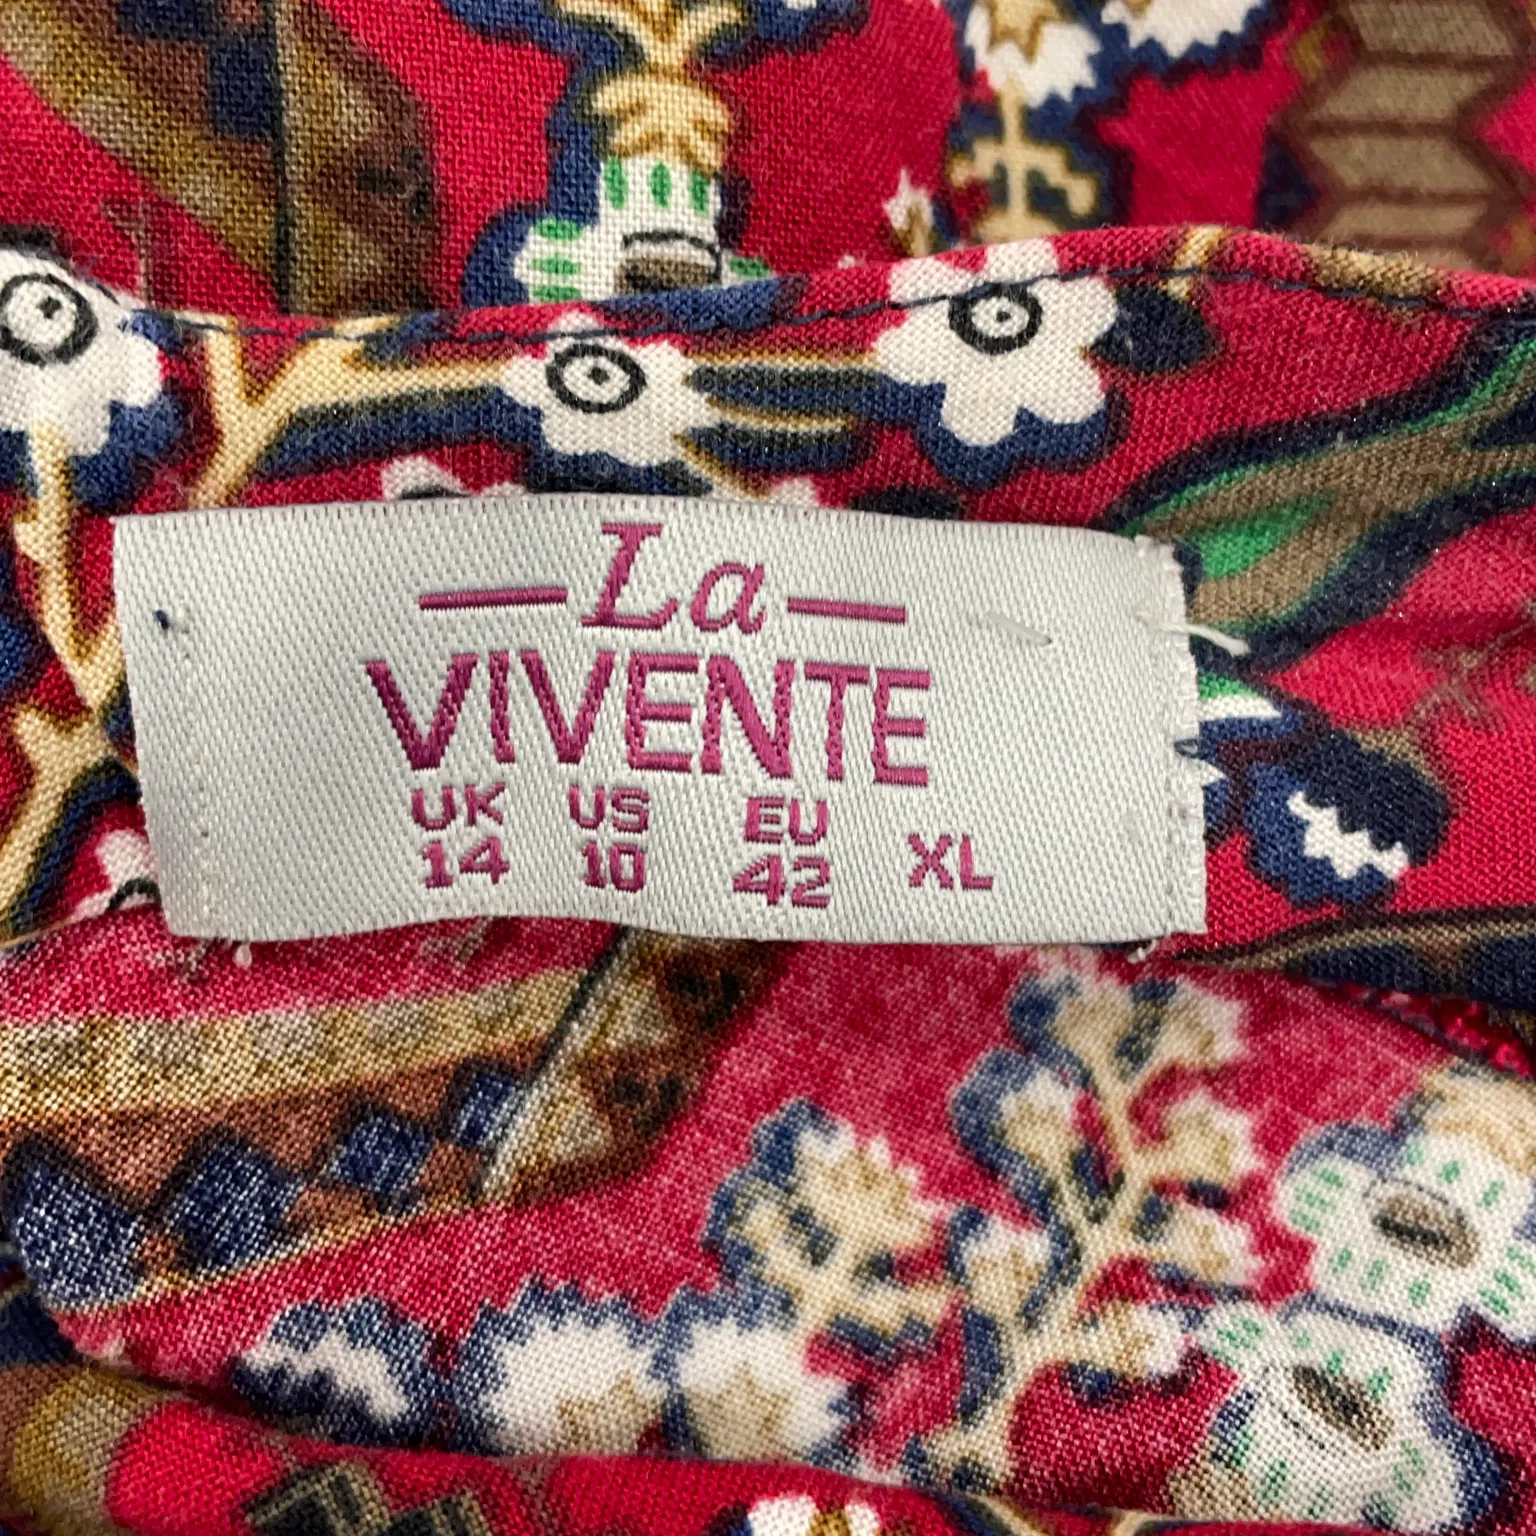 La
VIVENTE
UK US EU
14 10 42 XL